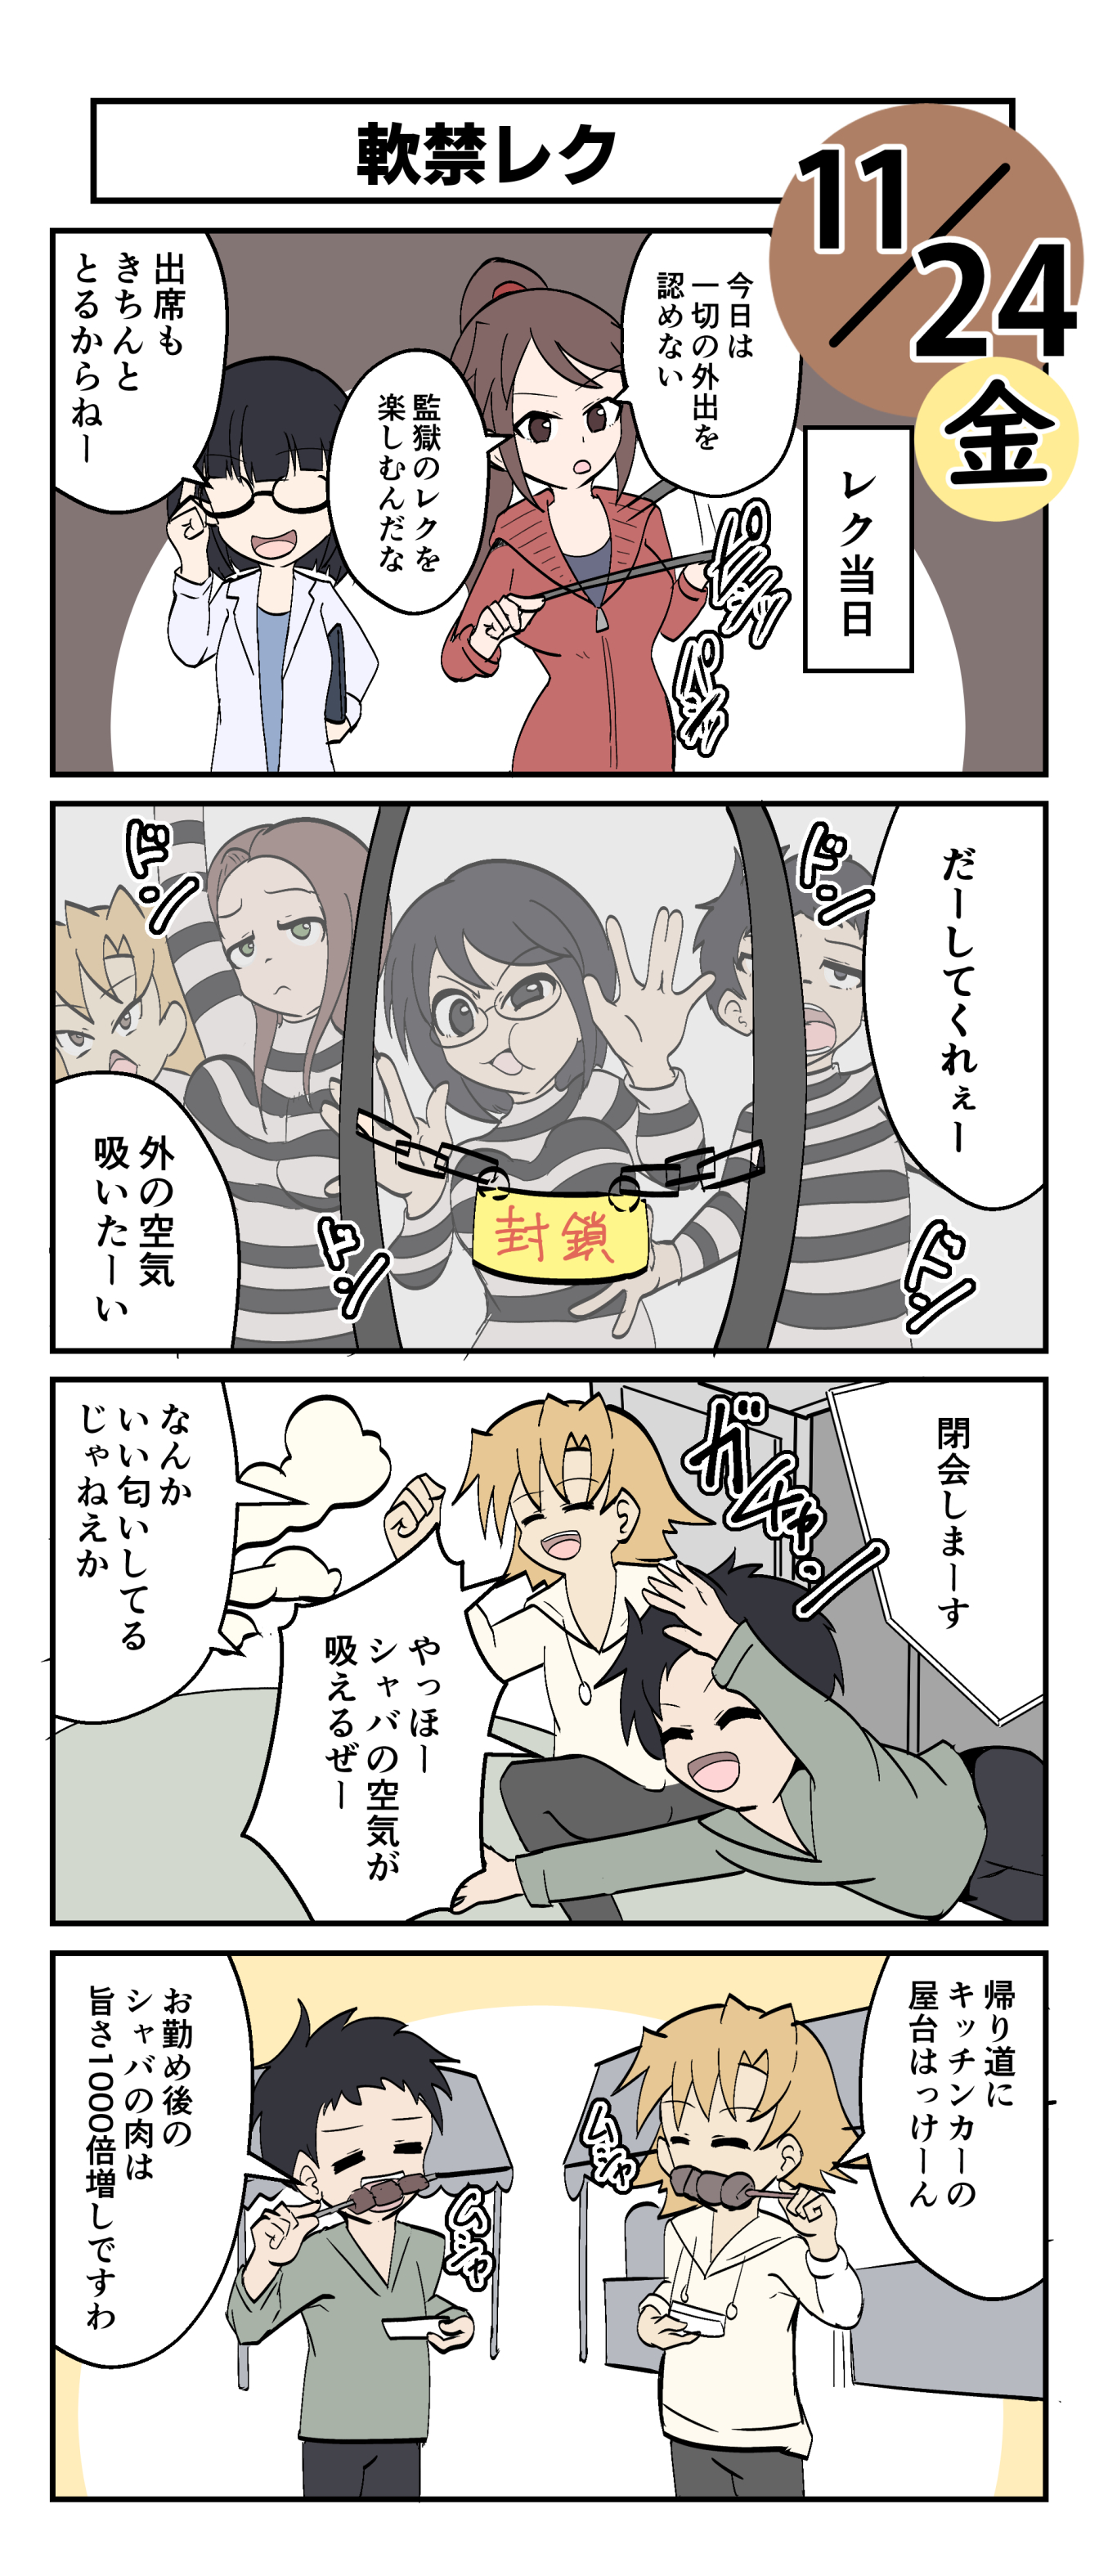 軟禁レク
11/24
金
レク当日
今日は
一切の外出を
認めない
監獄のレクを
楽しむんだな
出席も
きちんと
とるからねー
ピシッ
ペシッ
だーしてくれぇー
外の空気
吸いたーい
ドン
ドン
ドン
ドン
封鎖
閉会しまーす
ガチャッ
やっほー
シャバの空気が
吸えるぜー
なんか
いい匂いしてる
じゃねえか
帰り道に
キッチンカーの
屋台はっけーん
ムシャ
ムシャ
お勤め後の
シャバの肉は
旨さ1000倍増しですわ